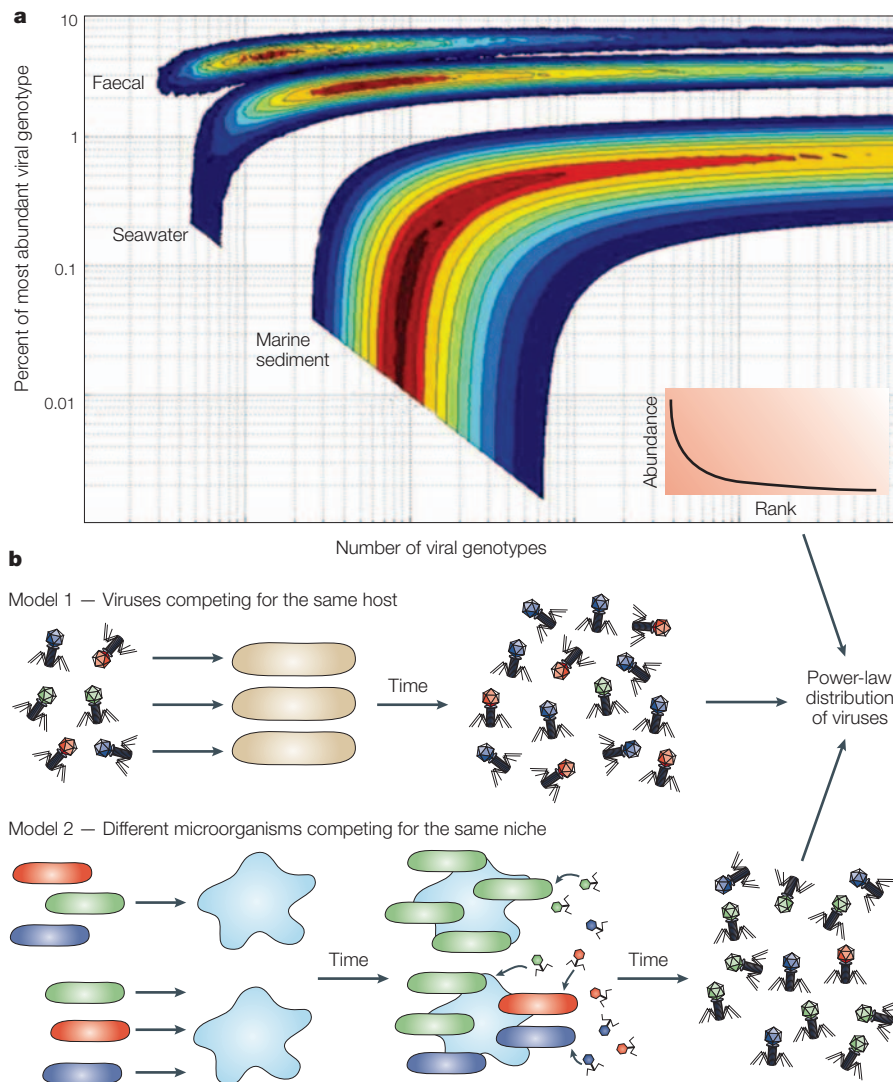 a
Percent of most abundant viral genotype
10
1
0.1
0.01
Faecal
Seawater
Marine
sediment
Abundance
Rank
Number of viral genotypes
b
Model 1 — Viruses competing for the same host
Time
Power-law
distribution
of viruses
Model 2 — Different microorganisms competing for the same niche
Time
Time